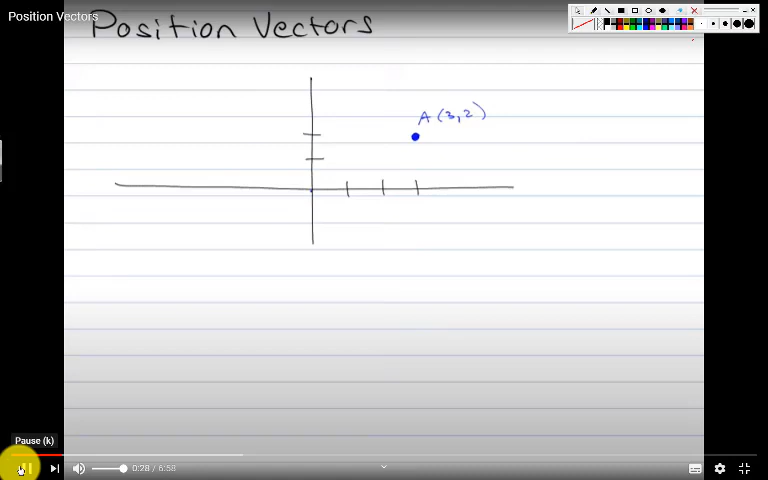 Position Vectors
Position Vectors
A (3,2)
Pause (k)
0:28 / 6:58